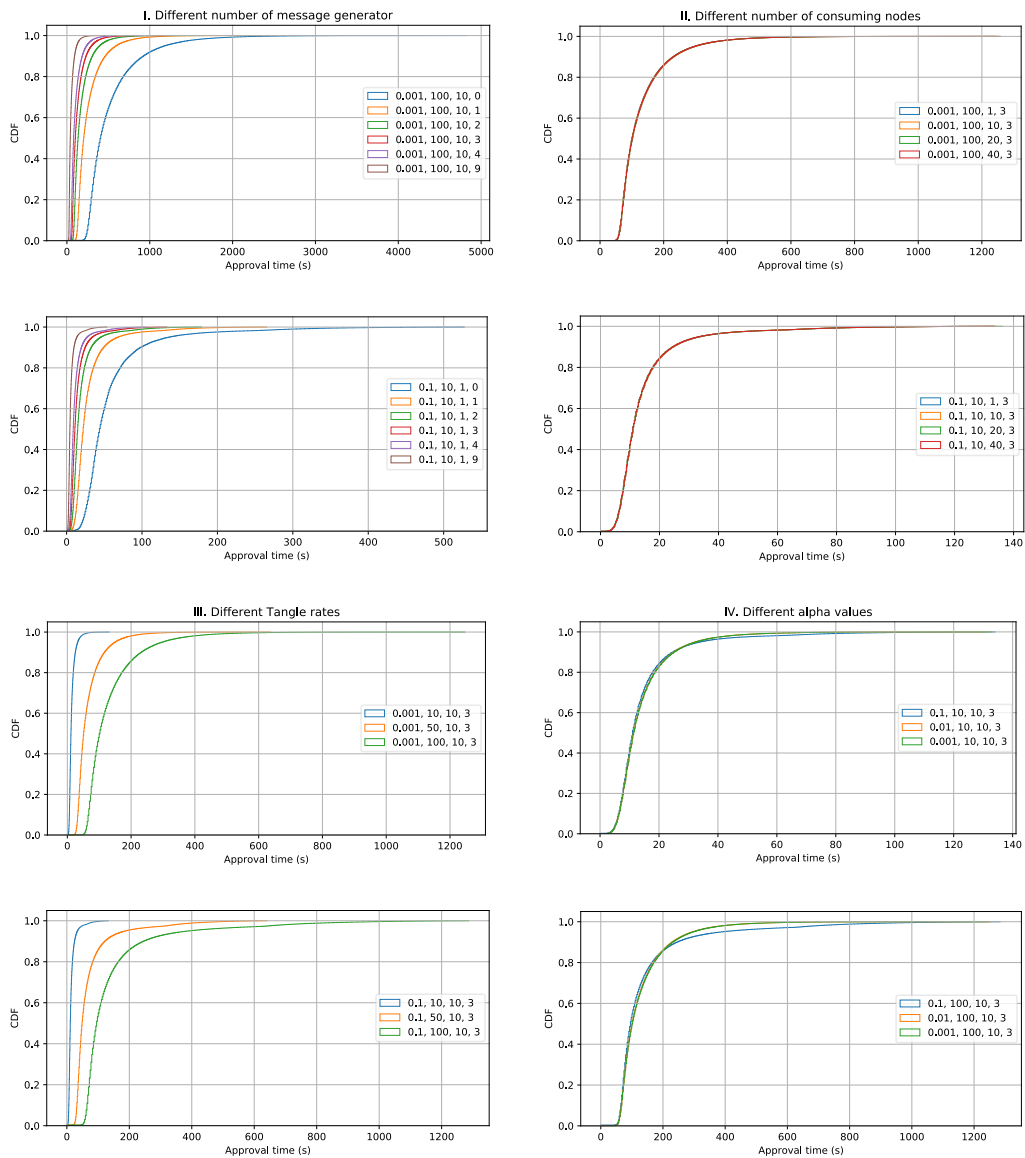 I. Different number of message generator
1.0
0.8
0.6
0.4
0.2
0.0
CDF
0.001, 100, 10, 0
0.001, 100, 10, 1
0.001, 100, 10, 2
0.001, 100, 10, 3
0.001, 100, 10, 4
0.001, 100, 10, 9
0 1000 2000 3000 4000 5000
Approval time (s)
II. Different number of consuming nodes
1.0
0.8
0.6
0.4
0.2
0.0
CDF
0.001, 100, 1, 3
0.001, 100, 10, 3
0.001, 100, 20, 3
0.001, 100, 40, 3
0 200 400 600 800 1000 1200
Approval time (s)
1.0
0.8
0.6
0.4
0.2
0.0
CDF
0.1, 10, 1, 0
0.1, 10, 1, 1
0.1, 10, 1, 2
0.1, 10, 1, 3
0.1, 10, 1, 4
0.1, 10, 1, 9
0 100 200 300 400 500
Approval time (s)
1.0
0.8
0.6
0.4
0.2
0.0
CDF
0.1, 10, 1, 3
0.1, 10, 10, 3
0.1, 10, 20, 3
0.1, 10, 40, 3
0 20 40 60 80 100 120 140
Approval time (s)
III. Different Tangle rates
1.0
0.8
0.6
0.4
0.2
0.0
CDF
0.001, 10, 10, 3
0.001, 50, 10, 3
0.001, 100, 10, 3
0 200 400 600 800 1000 1200
Approval time (s)
IV. Different alpha values
1.0
0.8
0.6
0.4
0.2
0.0
CDF
0.1, 10, 10, 3
0.01, 10, 10, 3
0.001, 10, 10, 3
0 20 40 60 80 100 120 140
Approval time (s)
1.0
0.8
0.6
0.4
0.2
0.0
CDF
0.1, 10, 10, 3
0.1, 50, 10, 3
0.1, 100, 10, 3
0 200 400 600 800 1000 1200
Approval time (s)
1.0
0.8
0.6
0.4
0.2
0.0
CDF
0.1, 100, 10, 3
0.01, 100, 10, 3
0.001, 100, 10, 3
0 200 400 600 800 1000 1200
Approval time (s)